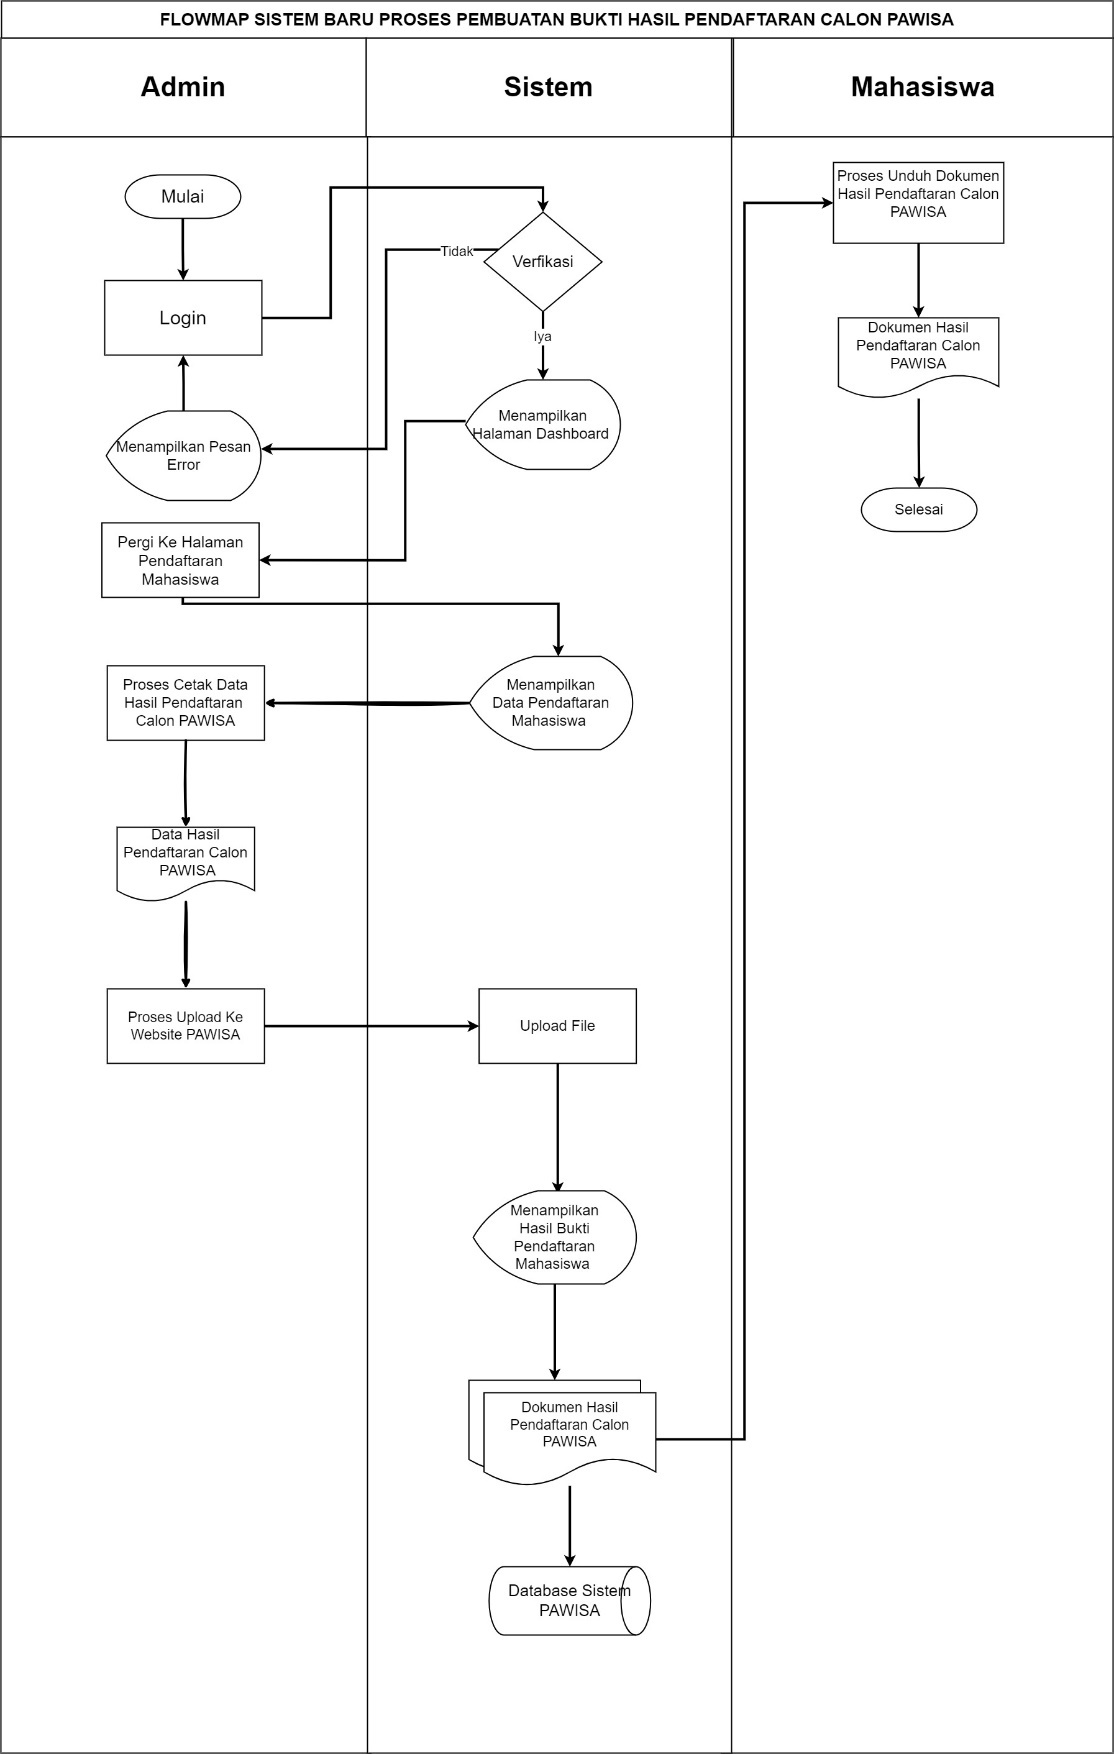 FLOWMAP SISTEM BARU PROSES PEMBUATAN BUKTI HASIL PENDAFTARAN CALON PAWISA
Admin
Sistem
Mahasiswa
Mulai
Login
Menampilkan Pesan
Error
Pergi Ke Halaman
Pendaftaran
Mahasiswa
Proses Cetak Data
Hasil Pendaftaran
Calon PAWISA
Data Hasil
Pendaftaran Calon
PAWISA
Proses Upload Ke
Website PAWISA
Verfikasi
Tidak
Iya
Menampilkan
Halaman Dashboard
Menampilkan
Data Pendaftaran
Mahasiswa
Upload File
Menampilkan
Hasil Bukti
Pendaftaran
Mahasiswa
Dokumen Hasil
Pendaftaran Calon
PAWISA
Database Sistem
PAWISA
Proses Unduh Dokumen
Hasil Pendaftaran Calon
PAWISA
Dokumen Hasil
Pendaftaran Calon
PAWISA
Selesai